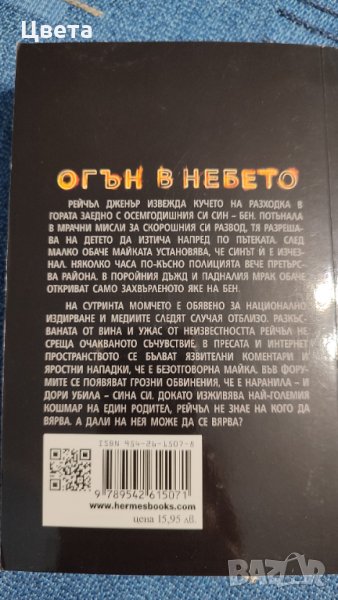 Цвета
ОГЪН В НЕБЕТО
РЕЙЧЪЛ ДЖЕНЪР ИЗВЕЖДА КУЧЕТО НА РАЗХОДКА В
ГОРАТА ЗАЕДНО С ОСЕМГОДИШНИЯ СИ СИН – БЕН. ПОТЪНАЛА
В МРАЧНИ МИСЛИ ЗА СКОРОШНИЯ СИ РАЗВОД, ТЯ РАЗРЕША-
ВА НА ДЕТЕТО ДА ИЗТИЧА НАПРЕД ПО ПЪТЕКАТА. СЛЕД
МАЛКО ОБАЧЕ МАЙКАТА УСТАНОВЯВА, ЧЕ СИНЪТ Ѝ Е ИЗЧЕЗ-
НАЛ. НЯКОЛКО ЧАСА ПО-КЪСНО ПОЛИЦИЯТА ВЕЧЕ ПРЕТЪРС-
ВА РАЙОНА. В ПОРОЙНИЯ ДЪЖД И ПАДНАЛИЯ МРАК ОБАЧЕ
ОТКРИВАТ САМО ЗАХВЪРЛЕНОТО ЯКЕ НА БЕН.
НА СУТРИНТА МОМЧЕТО Е ОБЯВЕНО ЗА НАЦИОНАЛНО
ИЗДИРВАНЕ И МЕДИИТЕ СЛЕДЯТ СЛУЧАЯ ОТБЛИЗО. РАЗКЪС-
ВАНАТА ОТ ВИНА И УЖАС ОТ НЕИЗВЕСТНОСТТА РЕЙЧЪЛ НЕ
СРЕЩА ОЧАКВАНОТО СЪЧУВСТВИЕ. В ПРЕСАТА И ИНТЕРНЕТ
ПРОСТРАНСТВОТО СЕ БЪЛВАТ ЯЗВИТЕЛНИ КОМЕНТАРИ И
ЯРОСТНИ НАПАДКИ, ЧЕ Е БЕЗОТГОВОРНА МАЙКА. ВЪВ ФОРУ-
МИТЕ СЕ ПОЯВЯВАТ ГРОЗНИ ОБВИНЕНИЯ, ЧЕ Е НАРАНИЛА – И
ДОРИ УБИЛА – СИНА СИ. ДОКАТО ИЗЖИВЯВА НАЙ-ГОЛЕМИЯ
КОШМАР НА ЕДИН РОДИТЕЛ, РЕЙЧЪЛ НЕ ЗНАЕ НА КОГО ДА
ВЯРВА. А ДАЛИ НА НЕЯ МОЖЕ ДА СЕ ВЯРВА?
ISBN 954-26-1507-8
9 789542 615071
www.hermesbooks.com
цена 15,95 лв.
BAZAR